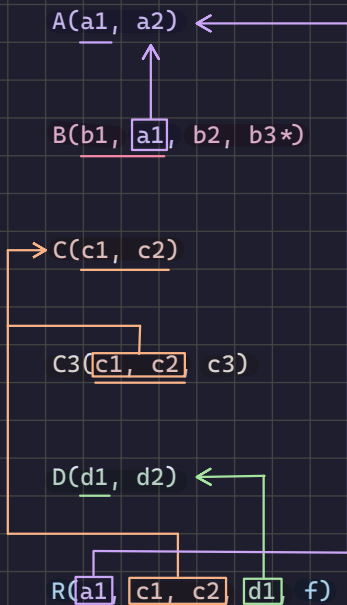 A(a1, a2)
B(b1, a1, b2, b3*)
C(c1, c2)
C3(c1, c2, c3)
D(d1, d2)
R(a1, c1, c2, d1, f)